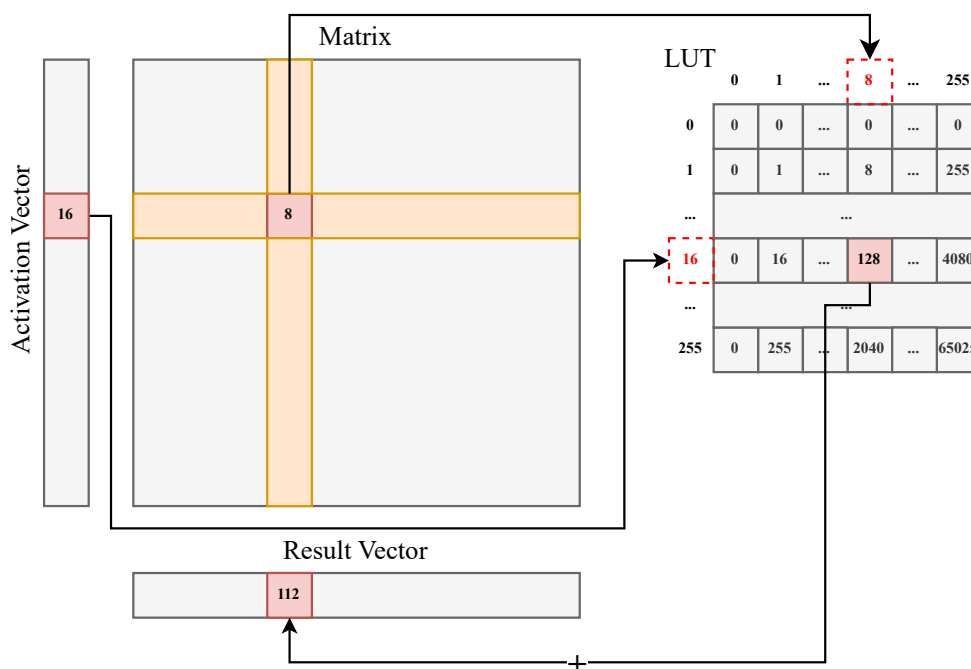 Matrix
LUT
0 1 ... 8 ... 255
0 0 0 ... 0 ... 0
1 0 1 ... 8 ... 255
... ...
16 0 16 ... 128 ... 4080
... ...
255 0 255 ... 2040 ... 6502
Activation Vector
16
8
Result Vector
112
+